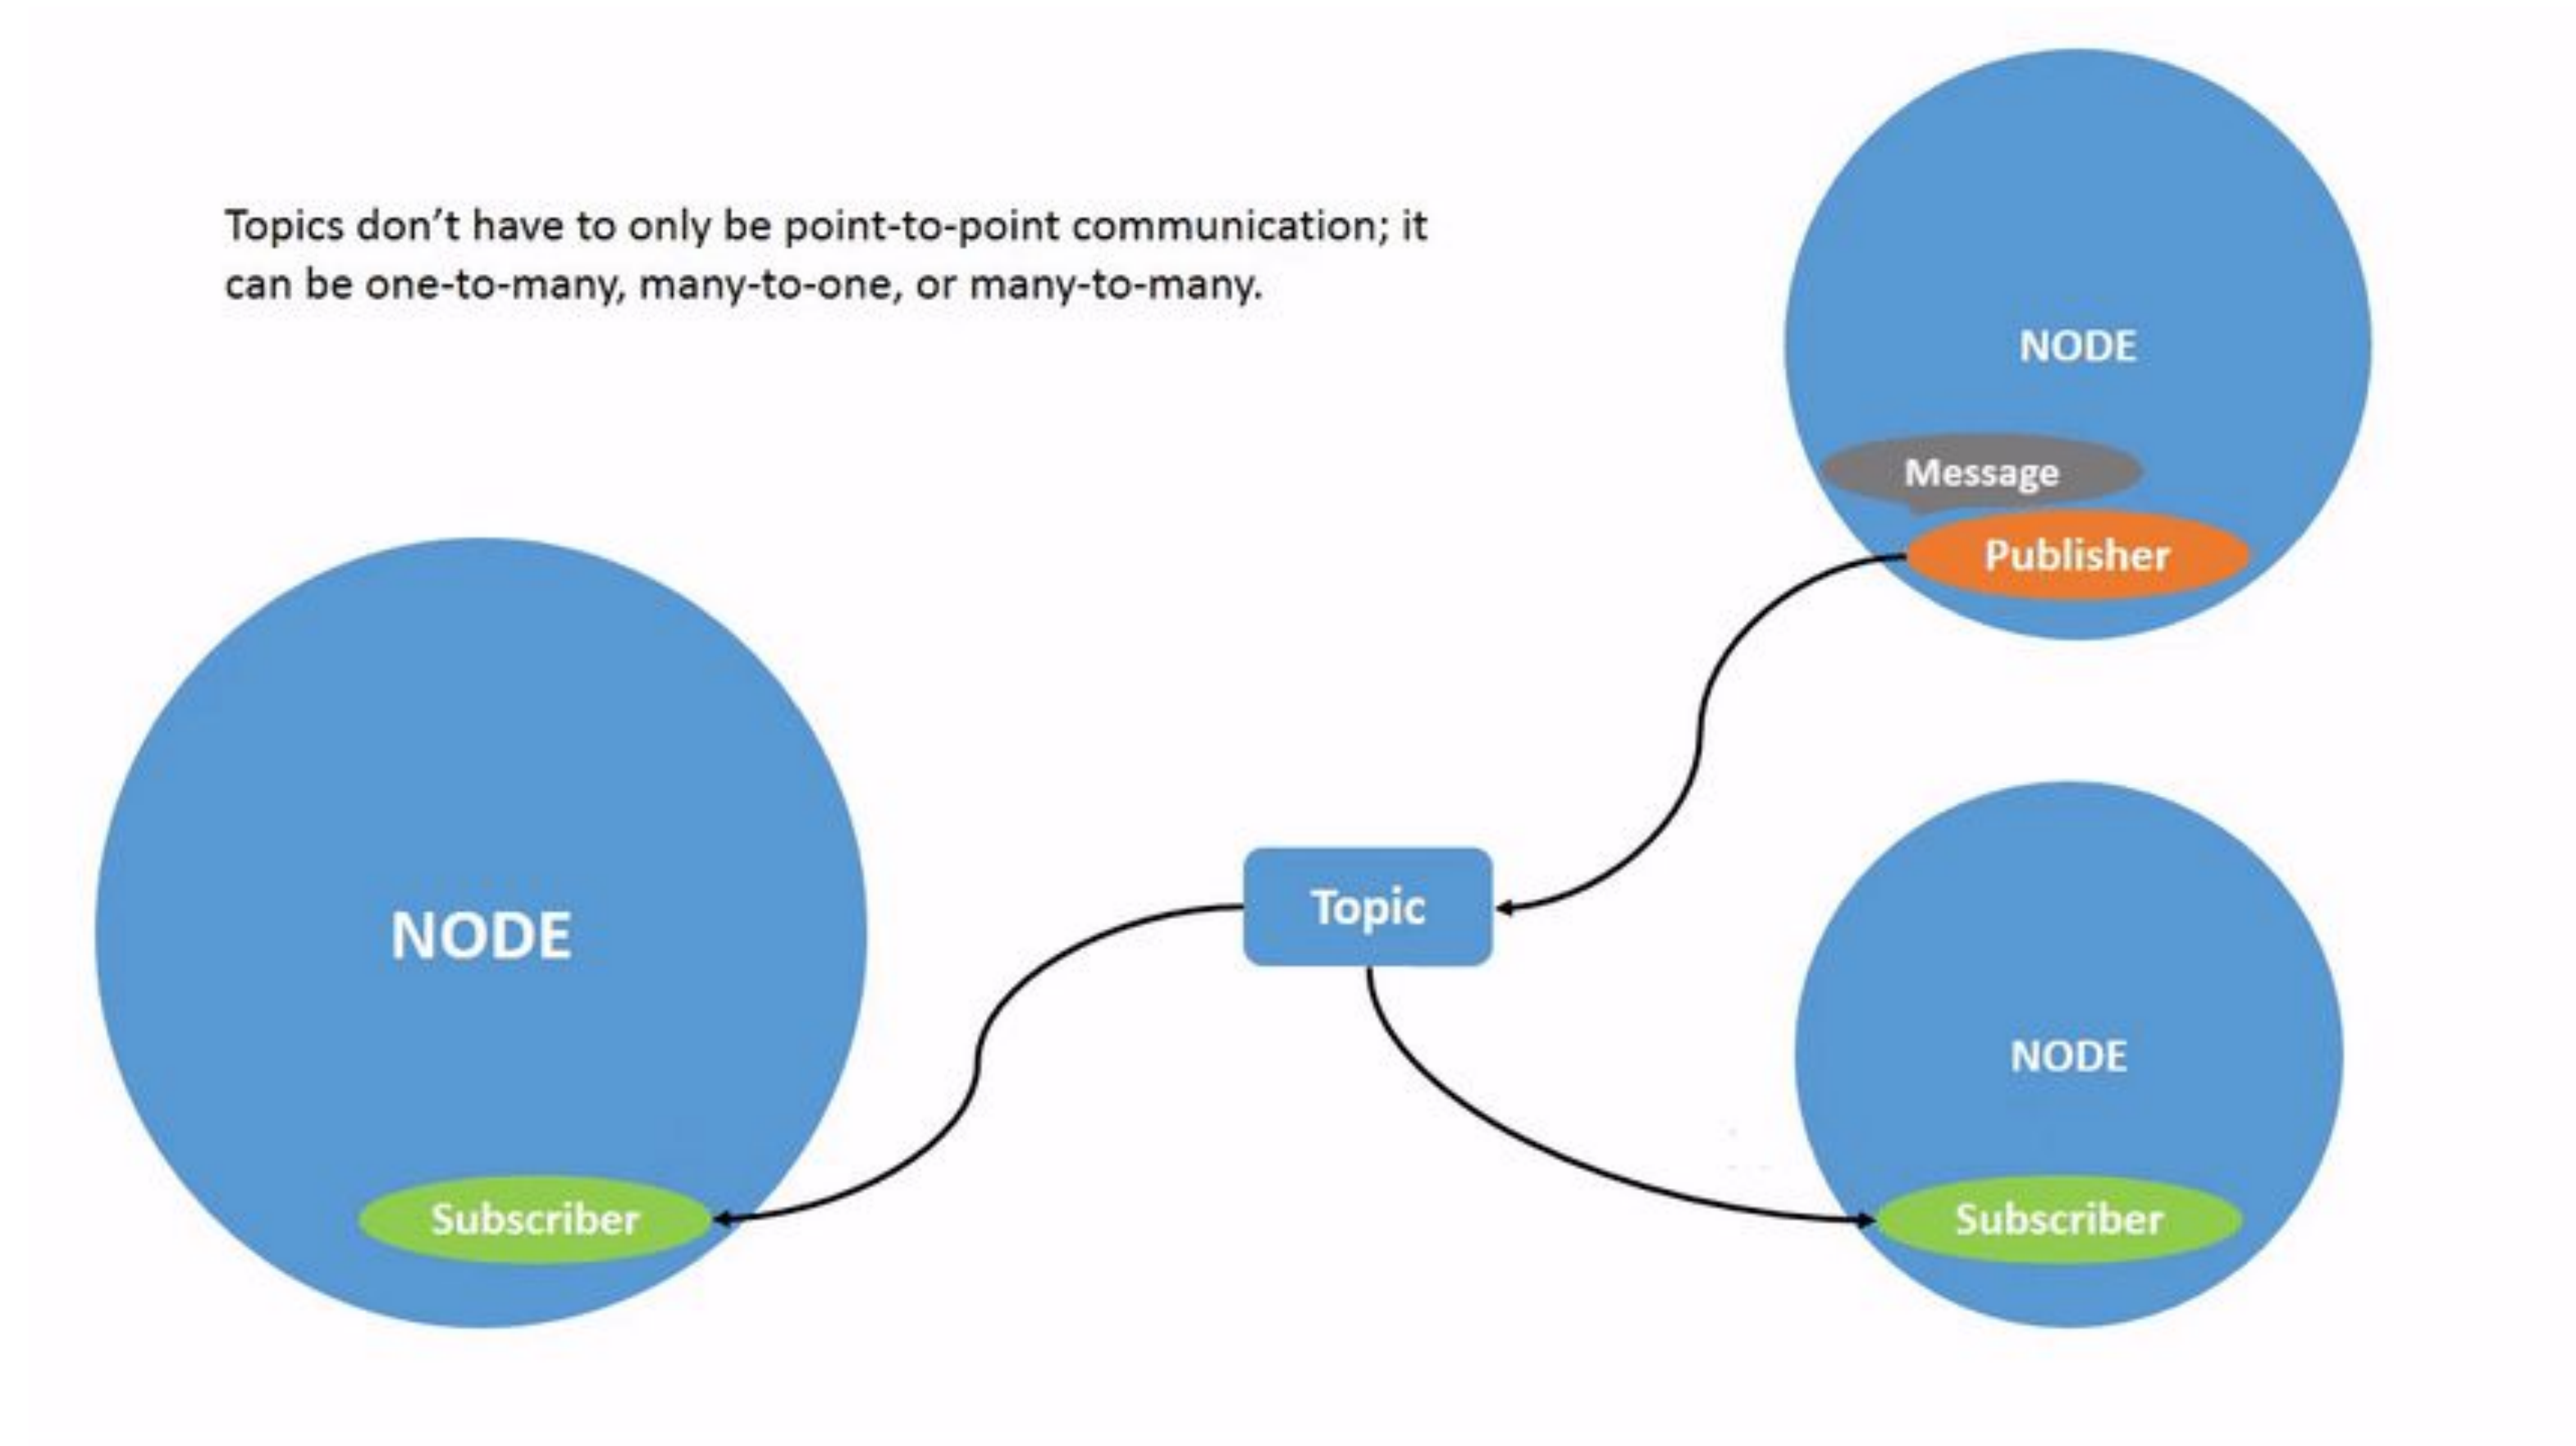 Topics don’t have to only be point-to-point communication; it
can be one-to-many, many-to-one, or many-to-many.
NODE
Message
Publisher
NODE
Topic
NODE
Subscriber
Subscriber